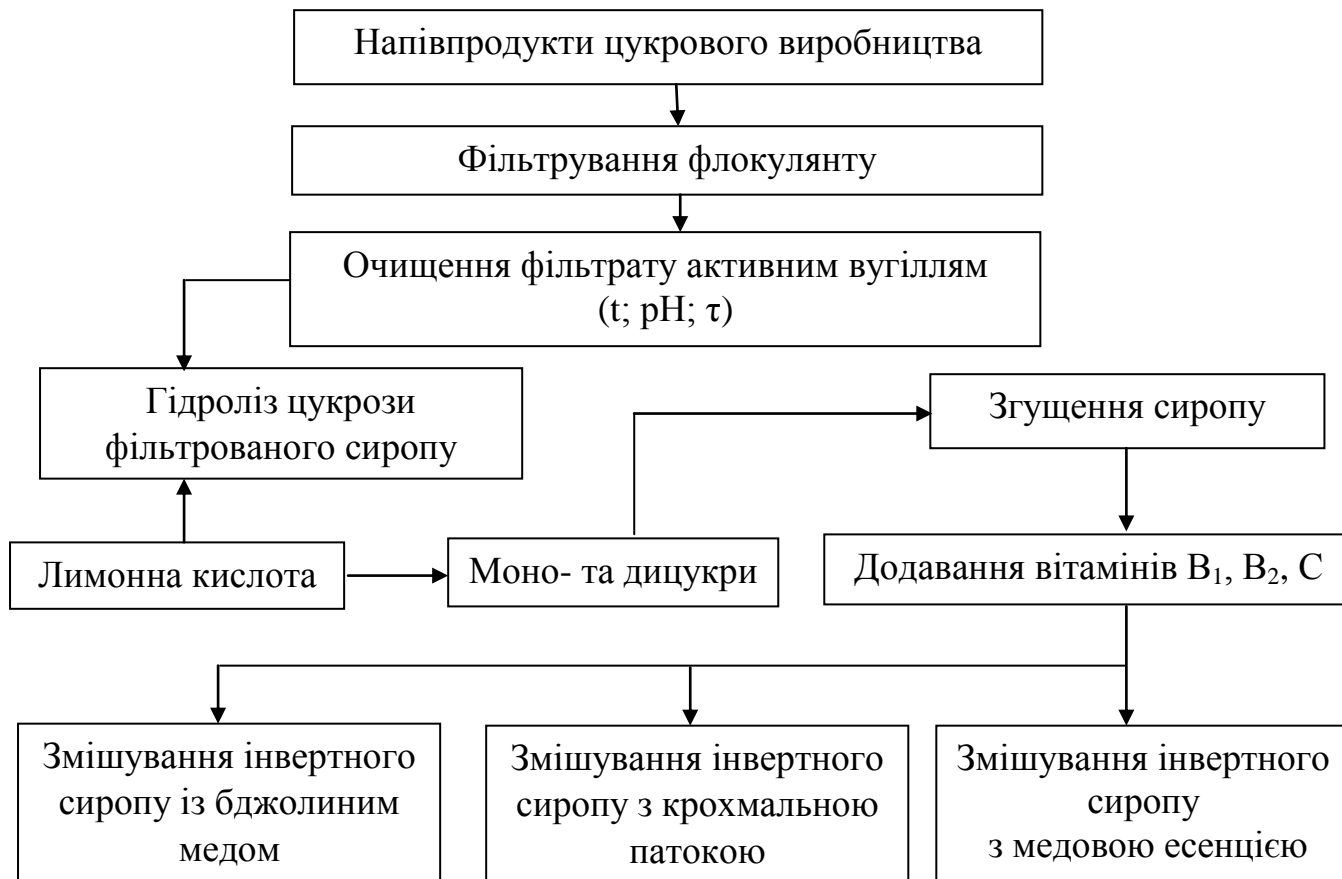 Напівпродукти цукрового виробництва
Фільтрування флокулянту
Очищення фільтрату активним вугіллям
(t; pH; τ)
Гідроліз цукрози
фільтрованого сиропу
Згущення сиропу
Лимонна кислота
Моно- та дицукри
Додавання вітамінів B₁, B₂, C
Змішування інвертного
сиропу із бджолиним
медом
Змішування інвертного
сиропу з крохмальною
патокою
Змішування інвертного
сиропу
з медовою есенцією